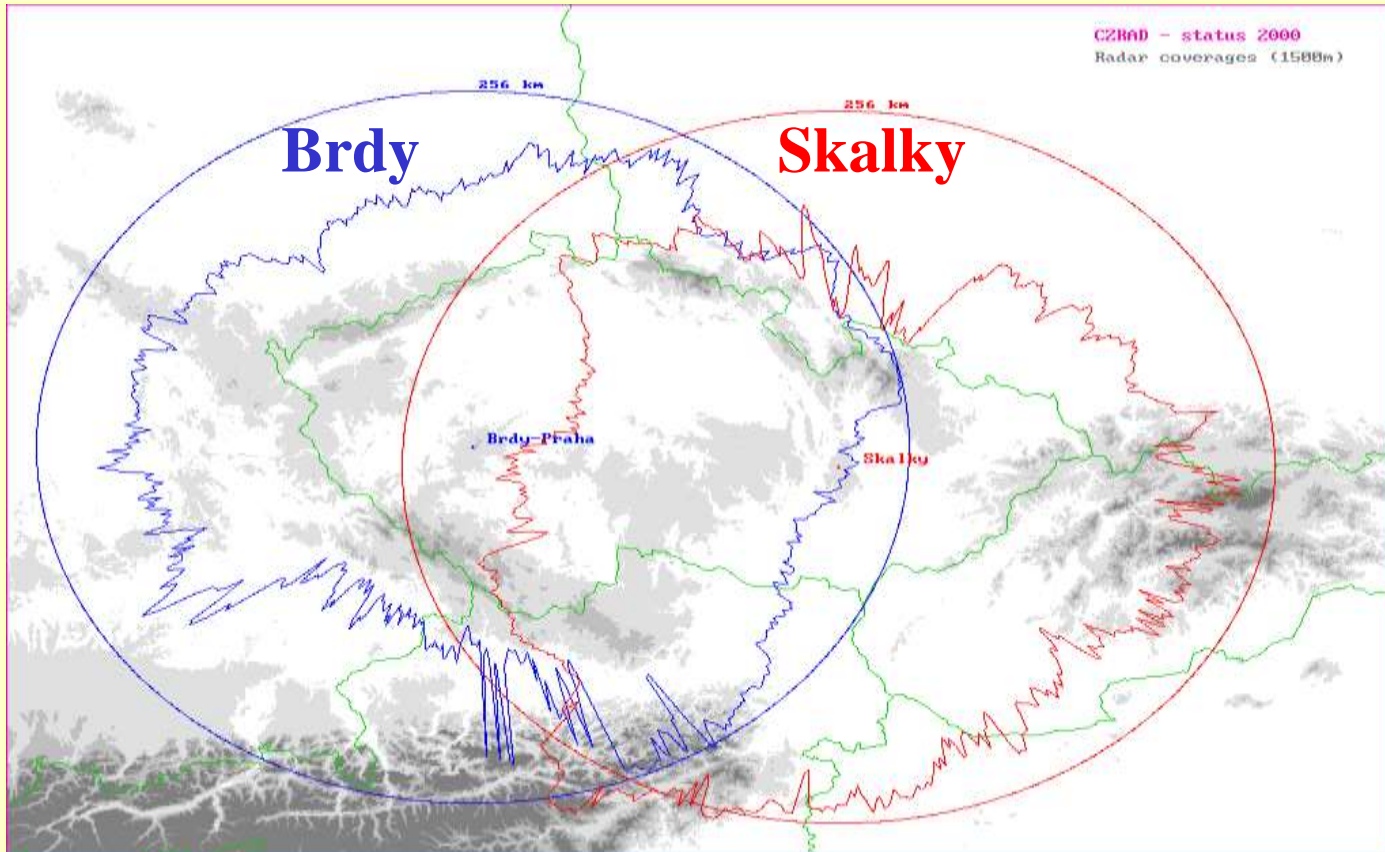 CZRAD - status 2000
Radar coverages (1500m)
256 km
256 km
Brdy
Skalky
Brdy-Praha
Skalky